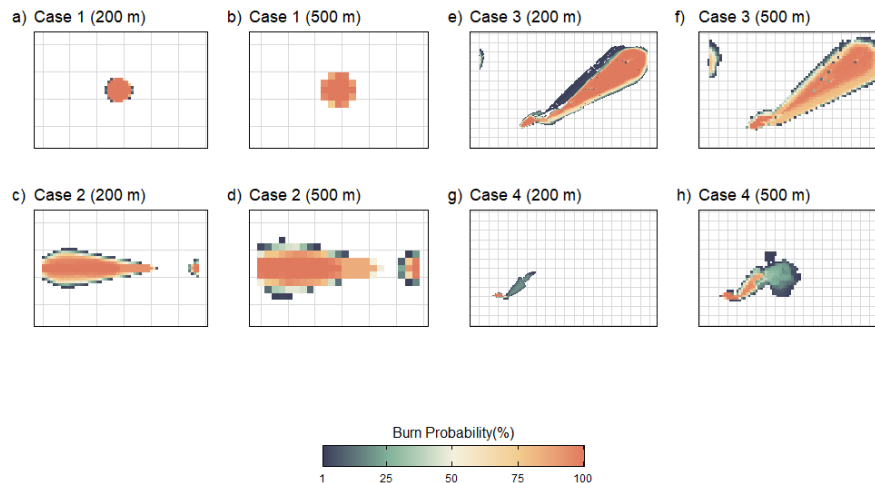 a) Case 1 (200 m)
b) Case 1 (500 m)
e) Case 3 (200 m)
f) Case 3 (500 m)
c) Case 2 (200 m)
d) Case 2 (500 m)
g) Case 4 (200 m)
h) Case 4 (500 m)
Burn Probability(%)
1 25 50 75 100